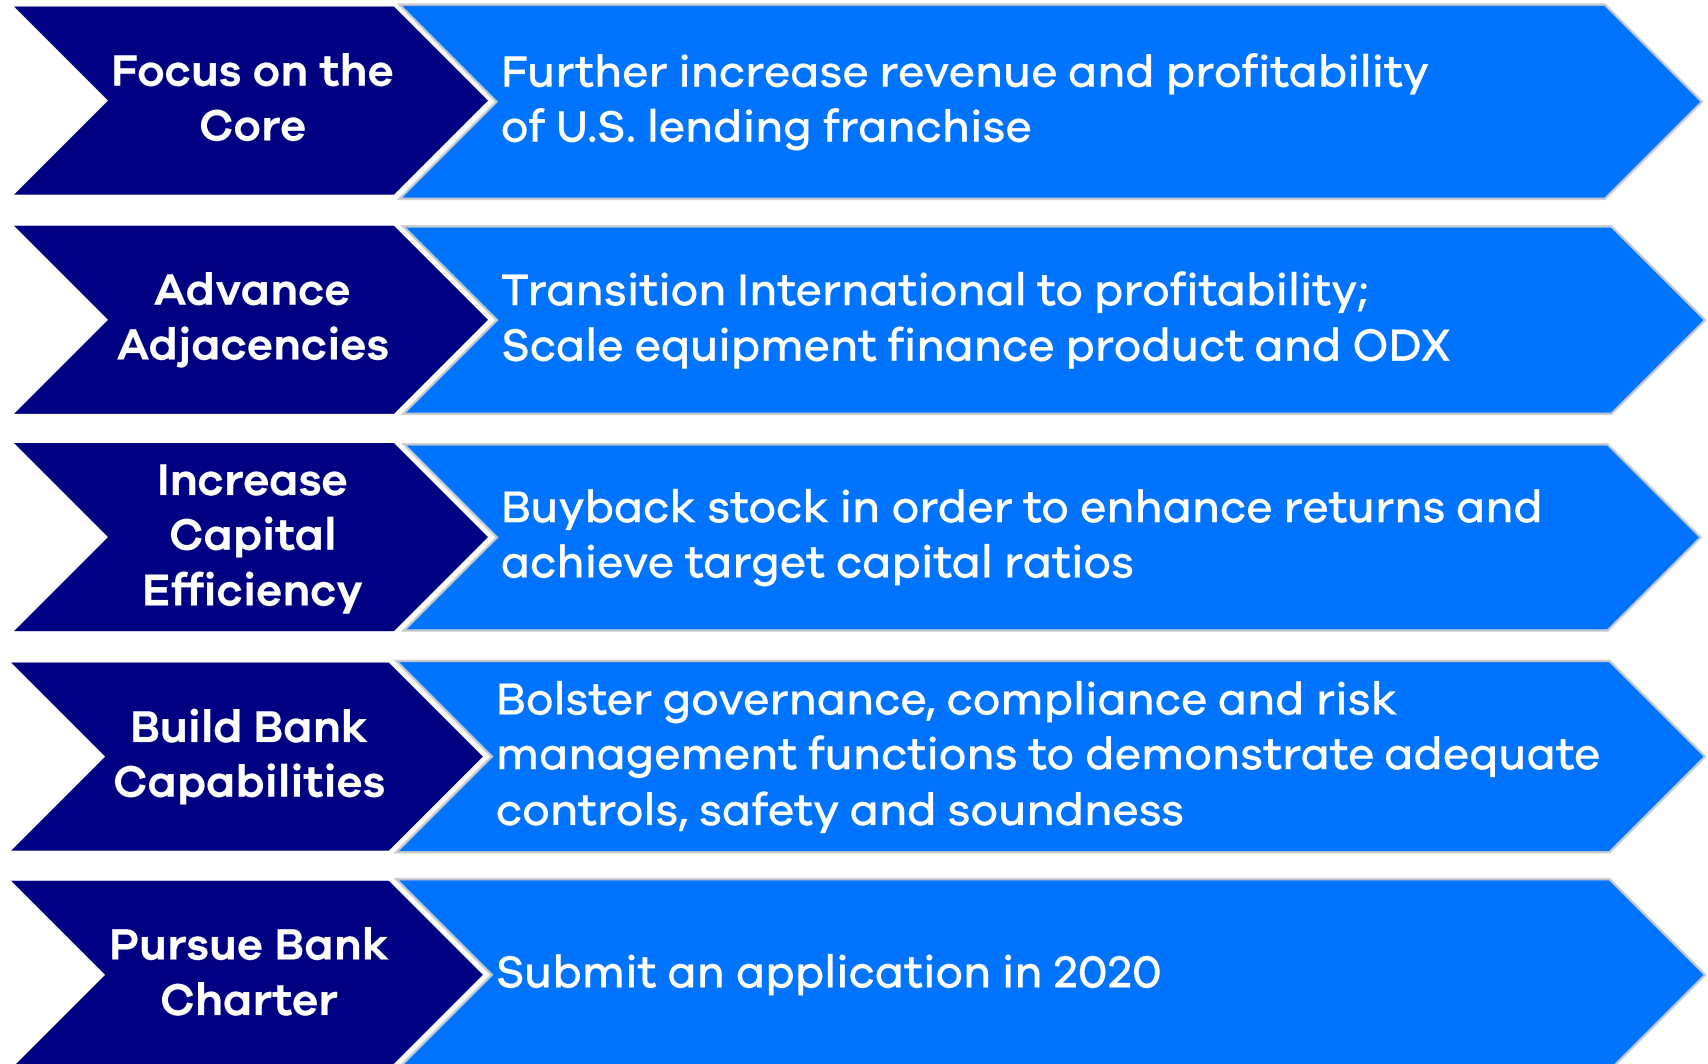 Focus on the
Core
Further increase revenue and profitability
of U.S. lending franchise
Advance
Adjacencies
Transition International to profitability;
Scale equipment finance product and ODX
Increase
Capital
Efficiency
Buyback stock in order to enhance returns and
achieve target capital ratios
Build Bank
Capabilities
Bolster governance, compliance and risk
management functions to demonstrate adequate
controls, safety and soundness
Pursue Bank
Charter
Submit an application in 2020